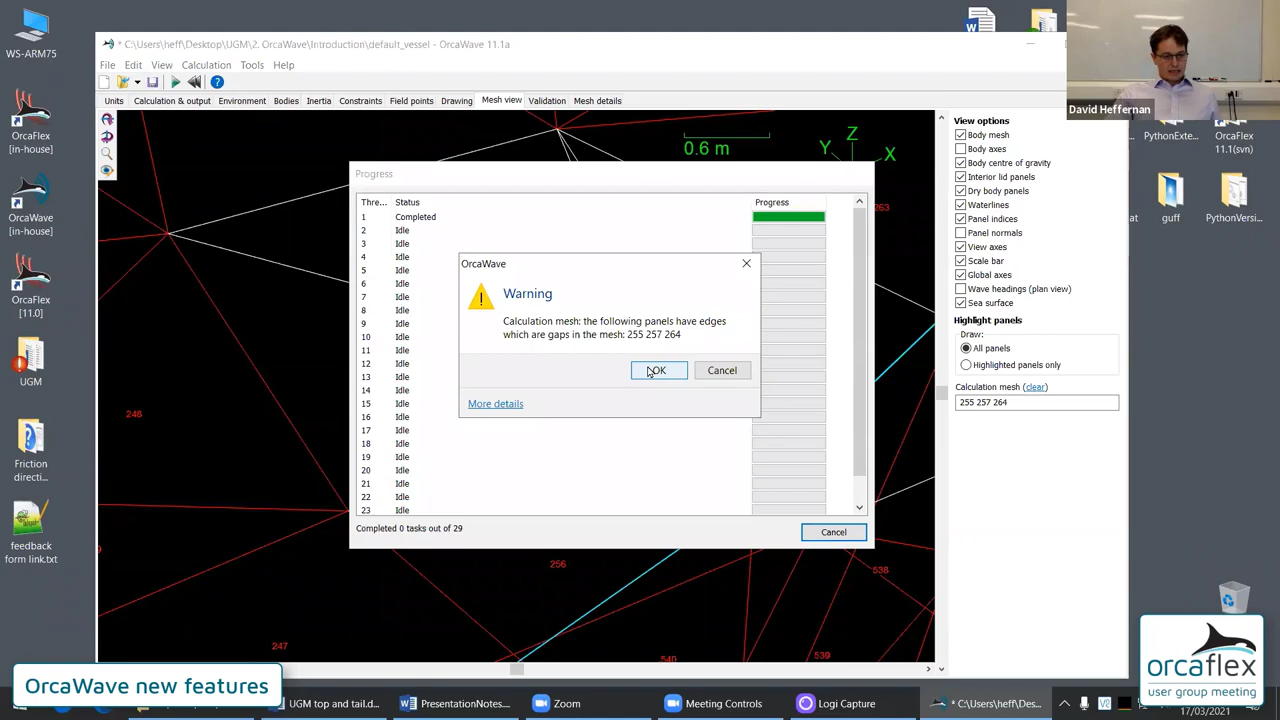 WS-ARM75
* C:\Users\heff\Desktop\UGM\2. OrcaWave\Introduction\default_vessel - OrcaWave 11.1a
File Edit View Calculation Tools Help
Units Calculation & output Environment Bodies Inertia Constraints Field points Drawing Mesh view Validation Mesh details
David Heffernan
OrcaFlex
[in-house]
OrcaWave
[in-house]
OrcaFlex
[11.0]
UGM
Friction
directi...
feedback
form link.txt
PythonExte...
OrcaFlex
11.1(svn)
guff
PythonVersi...
0.6 m
Z
Y
X
263
248
256
247
538
539
540
Progress
Thre... Status Progress
1 Completed
2 Idle
3 Idle
4 Idle
5 Idle
6 Idle
7 Idle
8 Idle
9 Idle
10 Idle
11 Idle
12 Idle
13 Idle
14 Idle
15 Idle
16 Idle
17 Idle
18 Idle
19 Idle
20 Idle
21 Idle
22 Idle
23 Idle
Completed 0 tasks out of 29
Cancel
OrcaWave
Warning
Calculation mesh: the following panels have edges
which are gaps in the mesh: 255 257 264
OK Cancel
More details
View options
Body mesh
Body axes
Body centre of gravity
Interior lid panels
Dry body panels
Waterlines
Panel indices
Panel normals
View axes
Scale bar
Global axes
Wave headings (plan view)
Sea surface
Highlight panels
Draw:
All panels
Highlighted panels only
Calculation mesh (clear)
255 257 264
OrcaWave new features
orcaflex
user group meeting
UGM top and tail.d... PresentationNotes... Zoom Meeting Controls Logi Capture * C:\Users\heff\Des...
17/03/2021